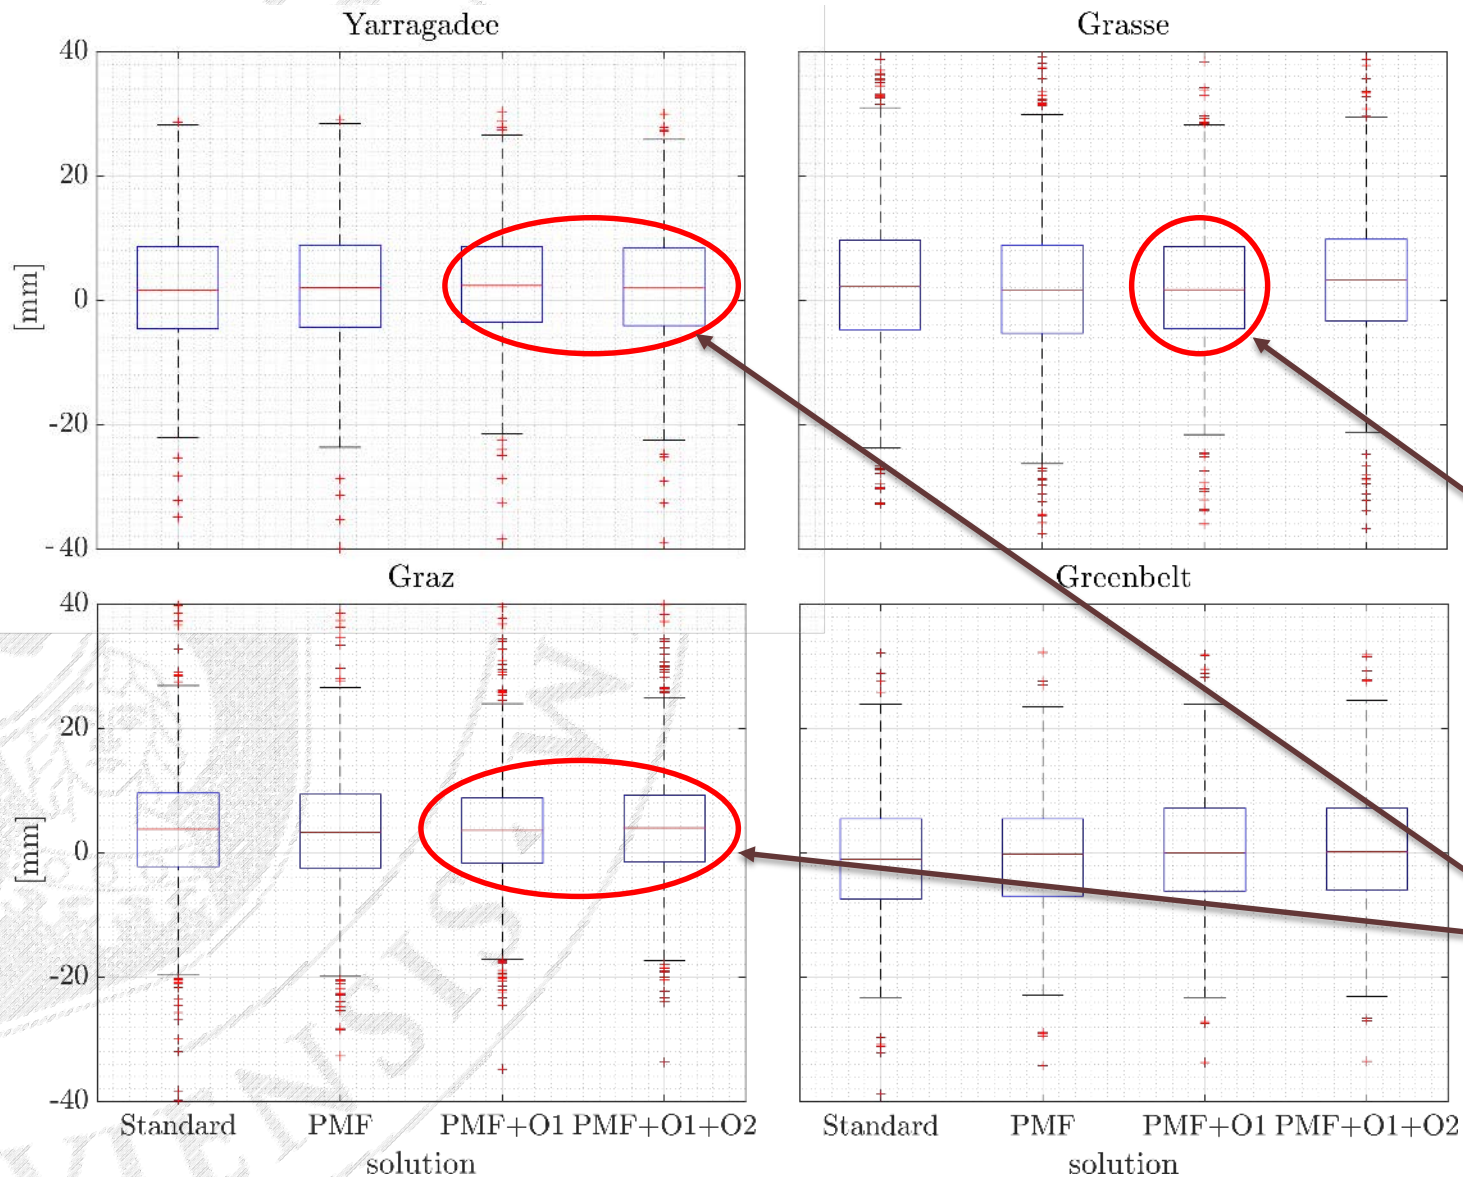 Yarragadee
Grasse
40
20
0
-20
-40
[mm]
Graz
Greenbelt
40
20
0
-20
-40
[mm]
Standard PMF PMF+O1 PMF+O1+O2
Standard PMF PMF+O1 PMF+O1+O2
solution
solution